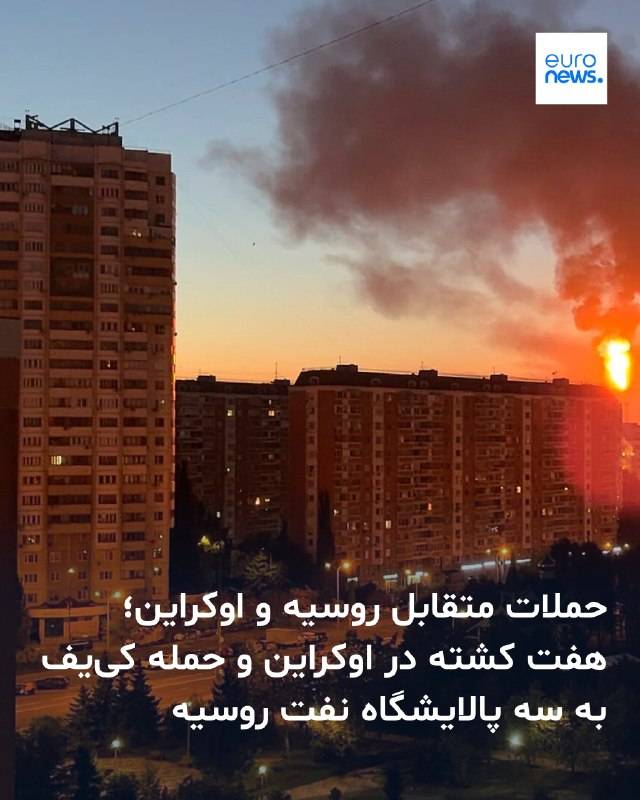 euro
news.
حملات متقابل روسیه و اوکراین؛
هفت کشته در اوکراین و حمله کی‌یف
به سه پالایشگاه نفت روسیه